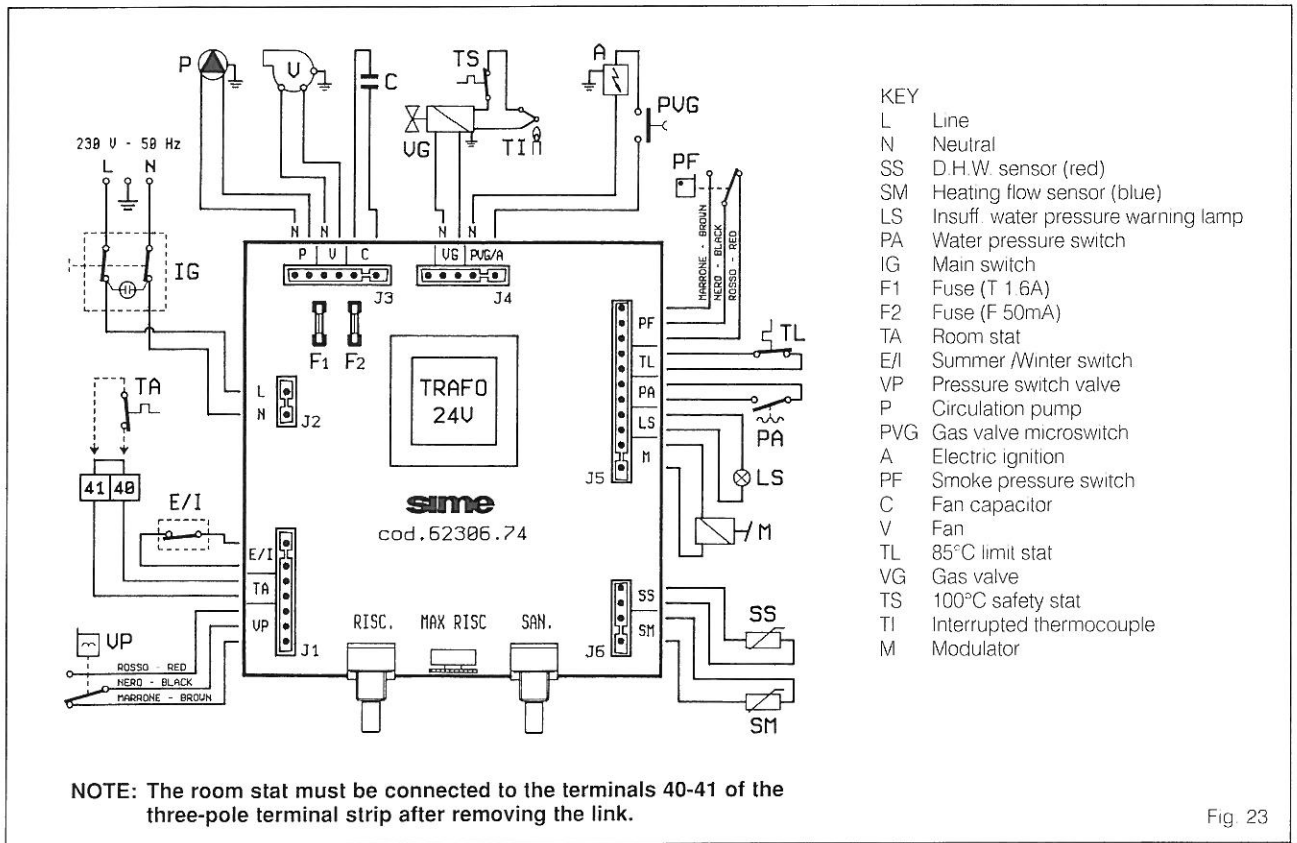 P
V
C
TS
A
PVG
VG
TI
PF
230 V - 50 Hz
L N
IG
MARRONE - BROWN
NERO - BLACK
ROSSO - RED
N N N N
P V C
VG PVG/A
J3
J4
F1 F2
TRAFO
24V
L
N
J2
TA
41 40
E/I
PF
TL
PA
LS
M
J5
TL
PA
LS
M
sime
cod.62306.74
E/I
TA
VP
J1
RISC. MAX RISC SAN.
SS
SM
J6
SS
SM
VP
ROSSO - RED
NERO - BLACK
MARRONE - BROWN
KEY
L Line
N Neutral
SS D.H.W. sensor (red)
SM Heating flow sensor (blue)
LS Insuff. water pressure warning lamp
PA Water pressure switch
IG Main switch
F1 Fuse (T 1.6A)
F2 Fuse (F 50mA)
TA Room stat
E/I Summer /Winter switch
VP Pressure switch valve
P Circulation pump
PVG Gas valve microswitch
A Electric ignition
PF Smoke pressure switch
C Fan capacitor
V Fan
TL 85°C limit stat
VG Gas valve
TS 100°C safety stat
TI Interrupted thermocouple
M Modulator
NOTE: The room stat must be connected to the terminals 40-41 of the
three-pole terminal strip after removing the link.
Fig. 23